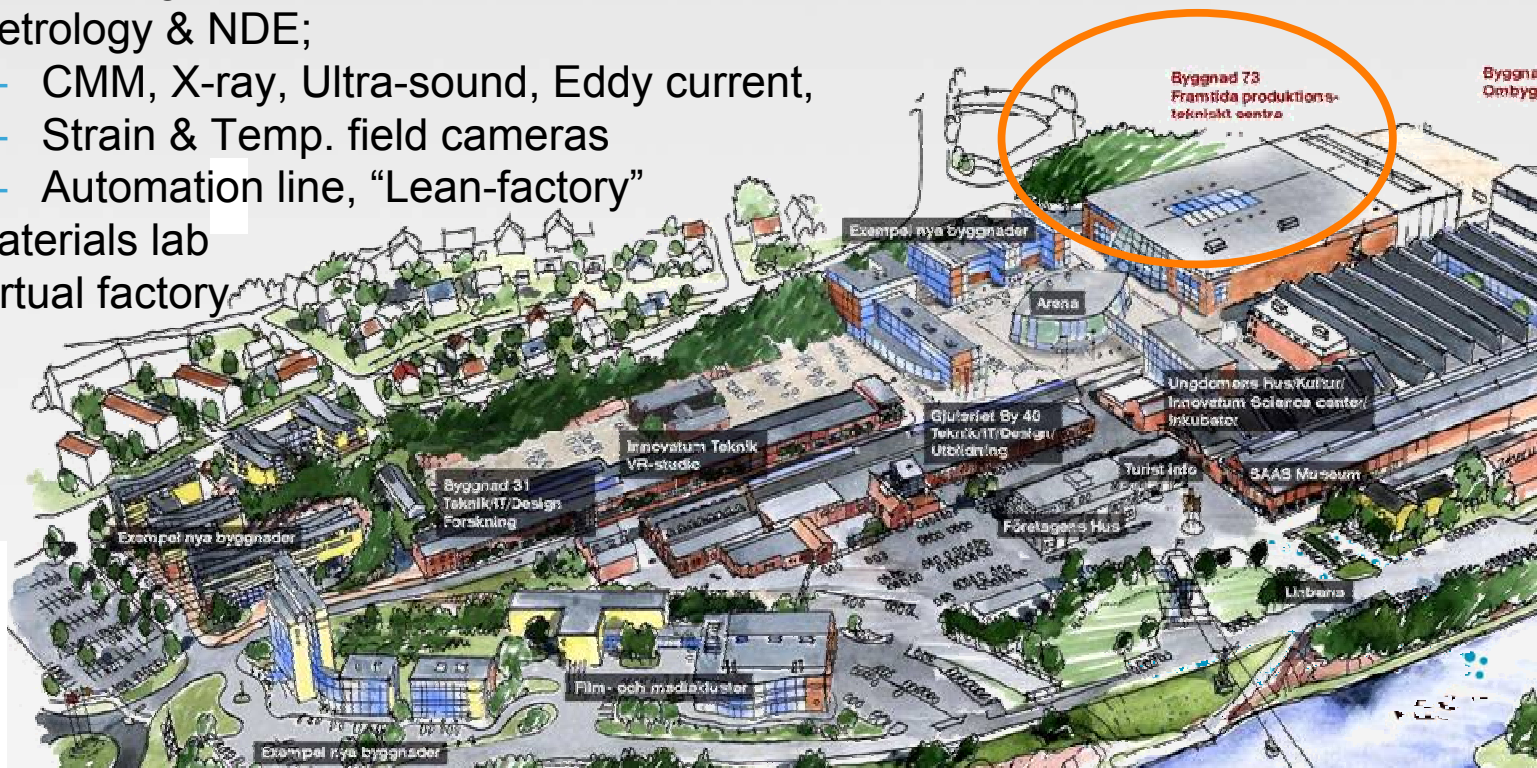 etrology & NDE;
- CMM, X-ray, Ultra-sound, Eddy current,
- Strain & Temp. field cameras
- Automation line, “Lean-factory”
aterials lab
rtual factory
Byggnad 73
Framtida produktions-
tekniskt centra
Byggna
Ombyg
Exempel nya byggnader
Arena
Ungdomens Hus/Kultur/
Innovatum Science center/
Inkubator
Gjuteriet By 40
Teknik/IT/Design/
Utbildning
Innovatum Teknik
VR-studio
Turist info
SAAB Museum
Byggnad 31
Teknik/IT/Design
Forskning
Företagens Hus
Exempel nya byggnader
Film- och mediakluster
Exempel nya byggnader